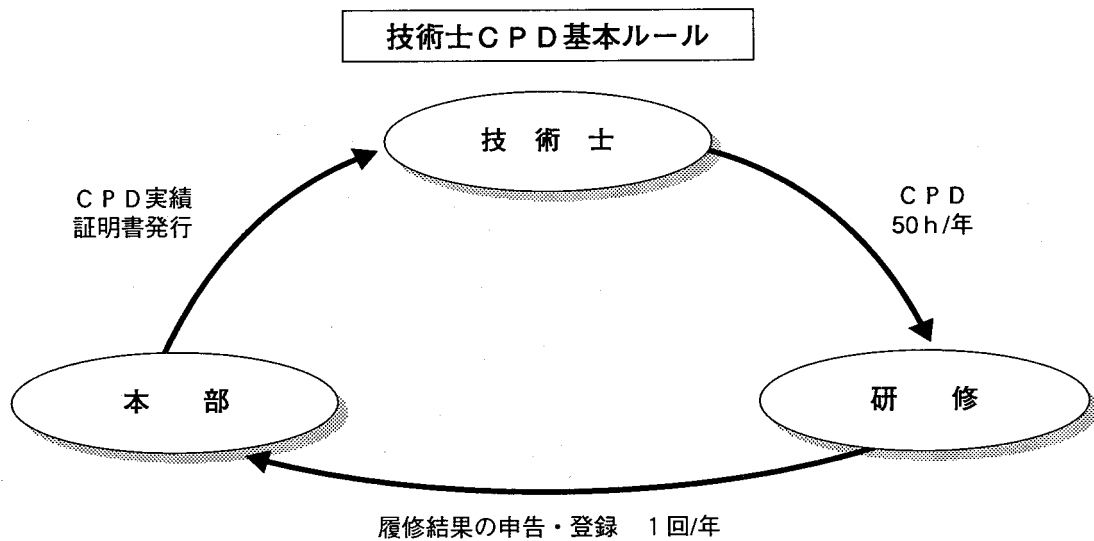 技術士CPD基本ルール
技術士
CPD実績
証明書発行
CPD
50h/年
本部
研修
履修結果の申告・登録 1回/年